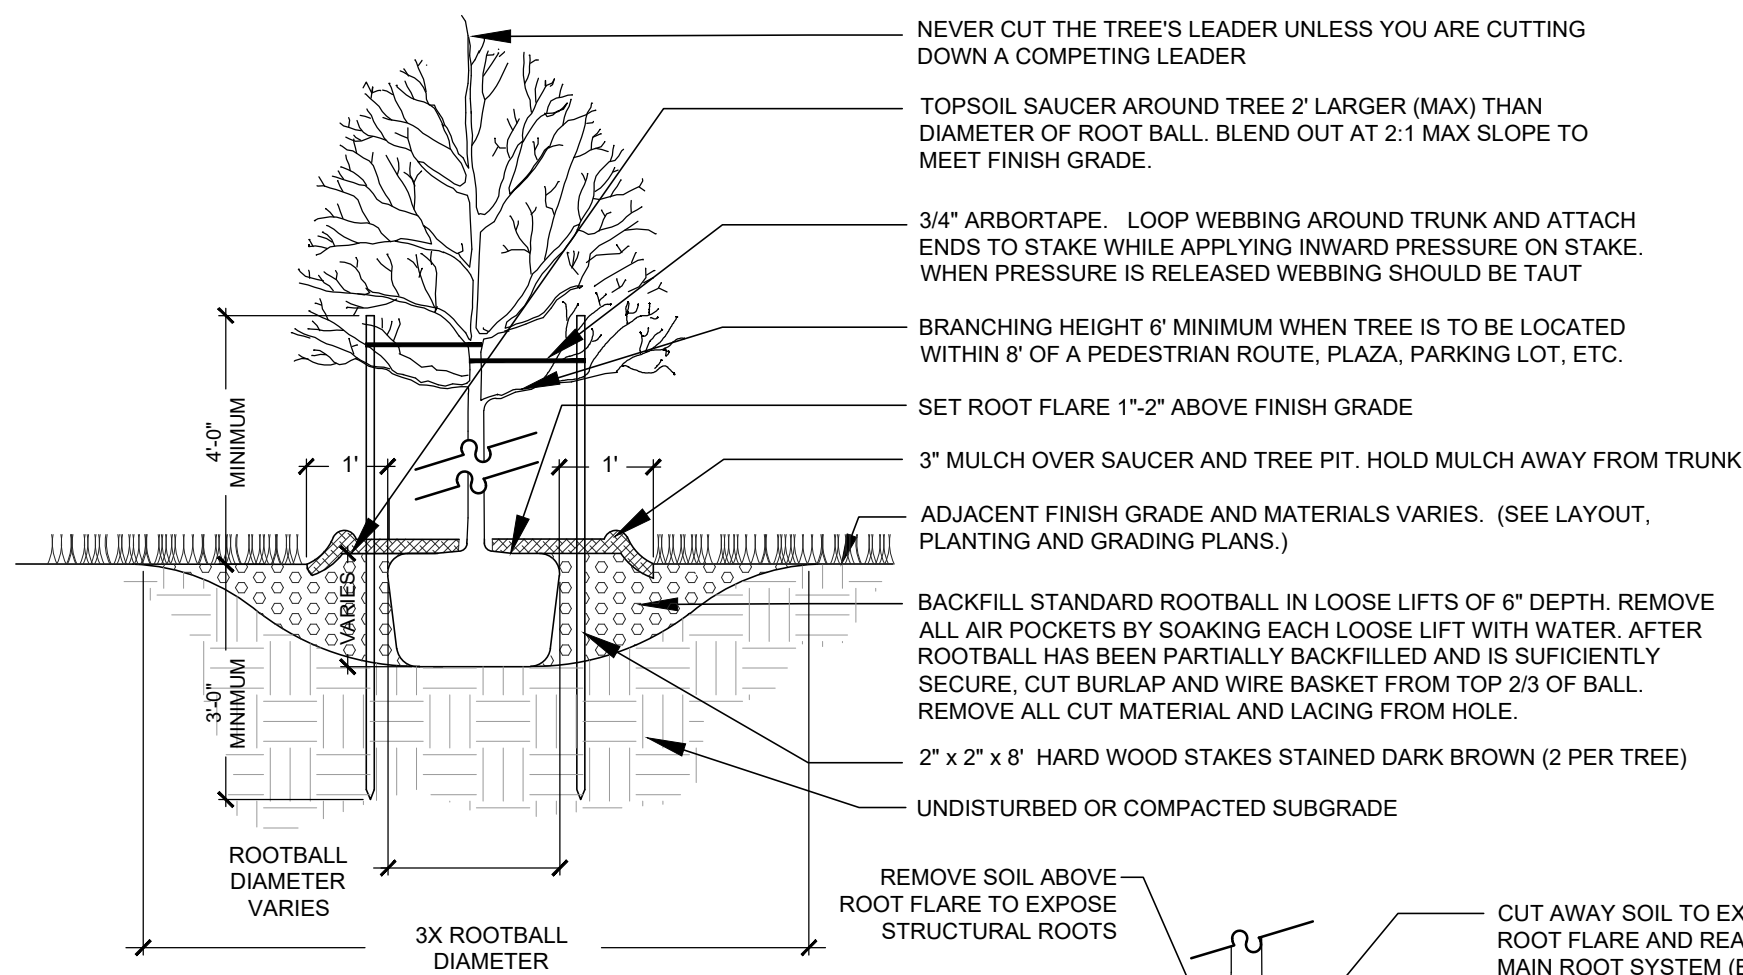 NEVER CUT THE TREE'S LEADER UNLESS YOU ARE CUTTING
DOWN A COMPETING LEADER
TOPSOIL SAUCER AROUND TREE 2' LARGER (MAX) THAN
DIAMETER OF ROOT BALL. BLEND OUT AT 2:1 MAX SLOPE TO
MEET FINISH GRADE.
3/4" ARBORTAPE. LOOP WEBBING AROUND TRUNK AND ATTACH
ENDS TO STAKE WHILE APPLYING INWARD PRESSURE ON STAKE.
WHEN PRESSURE IS RELEASED WEBBING SHOULD BE TAUT
BRANCHING HEIGHT 6' MINIMUM WHEN TREE IS TO BE LOCATED
WITHIN 8' OF A PEDESTRIAN ROUTE, PLAZA, PARKING LOT, ETC.
SET ROOT FLARE 1"-2" ABOVE FINISH GRADE
3" MULCH OVER SAUCER AND TREE PIT. HOLD MULCH AWAY FROM TRUNK
ADJACENT FINISH GRADE AND MATERIALS VARIES. (SEE LAYOUT,
PLANTING AND GRADING PLANS.)
BACKFILL STANDARD ROOTBALL IN LOOSE LIFTS OF 6" DEPTH. REMOVE
ALL AIR POCKETS BY SOAKING EACH LOOSE LIFT WITH WATER. AFTER
ROOTBALL HAS BEEN PARTIALLY BACKFILLED AND IS SUFICIENTLY
SECURE, CUT BURLAP AND WIRE BASKET FROM TOP 2/3 OF BALL.
REMOVE ALL CUT MATERIAL AND LACING FROM HOLE.
2" x 2" x 8' HARD WOOD STAKES STAINED DARK BROWN (2 PER TREE)
UNDISTURBED OR COMPACTED SUBGRADE
4'-0"
MINIMUM
1'
1'
VARIES
3'-0"
MINIMUM
ROOTBALL
DIAMETER
VARIES
3X ROOTBALL
DIAMETER
REMOVE SOIL ABOVE
ROOT FLARE TO EXPOSE
STRUCTURAL ROOTS
CUT AWAY SOIL TO
ROOT FLARE AND
MAIN ROOT SYSTEM